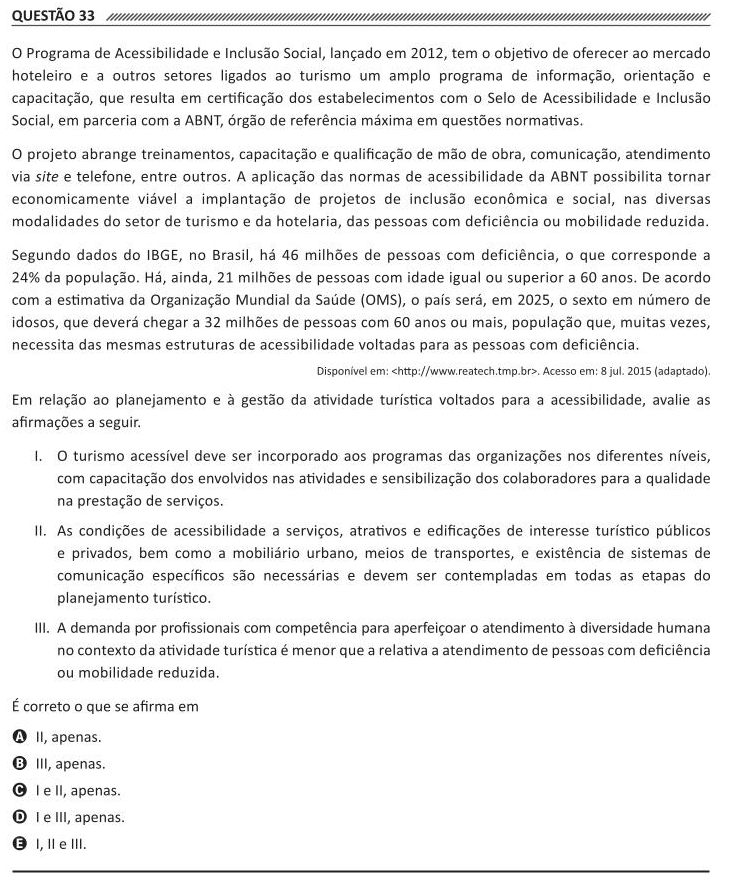 QUESTÃO 33
O Programa de Acessibilidade e Inclusão Social, lançado em 2012, tem o objetivo de oferecer ao mercado
hoteleiro e a outros setores ligados ao turismo um amplo programa de informação, orientação e
capacitação, que resulta em certificação dos estabelecimentos com o Selo de Acessibilidade e Inclusão
Social, em parceria com a ABNT, órgão de referência máxima em questões normativas.
O projeto abrange treinamentos, capacitação e qualificação de mão de obra, comunicação, atendimento
via site e telefone, entre outros. A aplicação das normas de acessibilidade da ABNT possibilita tornar
economicamente viável a implantação de projetos de inclusão econômica e social, nas diversas
modalidades do setor de turismo e da hotelaria, das pessoas com deficiência ou mobilidade reduzida.
Segundo dados do IBGE, no Brasil, há 46 milhões de pessoas com deficiência, o que corresponde a
24% da população. Há, ainda, 21 milhões de pessoas com idade igual ou superior a 60 anos. De acordo
com a estimativa da Organização Mundial da Saúde (OMS), o país será, em 2025, o sexto em número de
idosos, que deverá chegar a 32 milhões de pessoas com 60 anos ou mais, população que, muitas vezes,
necessita das mesmas estruturas de acessibilidade voltadas para as pessoas com deficiência.
Disponível em: <http://www.reatech.tmp.br>. Acesso em: 8 jul. 2015 (adaptado).
Em relação ao planejamento e à gestão da atividade turística voltados para a acessibilidade, avalie as
afirmações a seguir.
I. O turismo acessível deve ser incorporado aos programas das organizações nos diferentes níveis,
com capacitação dos envolvidos nas atividades e sensibilização dos colaboradores para a qualidade
na prestação de serviços.
II. As condições de acessibilidade a serviços, atrativos e edificações de interesse turístico públicos
e privados, bem como a mobiliário urbano, meios de transportes, e existência de sistemas de
comunicação específicos são necessárias e devem ser contempladas em todas as etapas do
planejamento turístico.
III. A demanda por profissionais com competência para aperfeiçoar o atendimento à diversidade humana
no contexto da atividade turística é menor que a relativa a atendimento de pessoas com deficiência
ou mobilidade reduzida.
É correto o que se afirma em
A II, apenas.
B III, apenas.
C I e II, apenas.
D I e III, apenas.
E I, II e III.